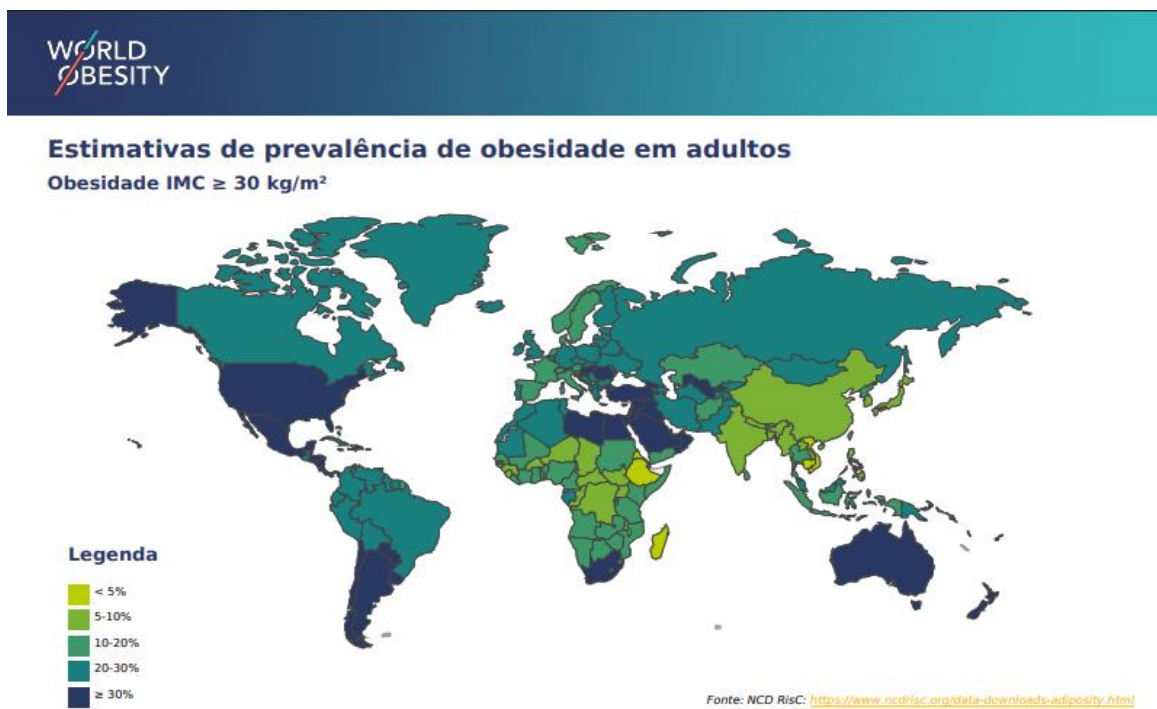 WORLD
OBESITY
Estimativas de prevalência de obesidade em adultos
Obesidade IMC ≥ 30 kg/m²
Legenda
< 5%
5-10%
10-20%
20-30%
≥ 30%
Fonte: NCD RisC: https://www.ncdrisc.org/data-downloads-adiposity.html